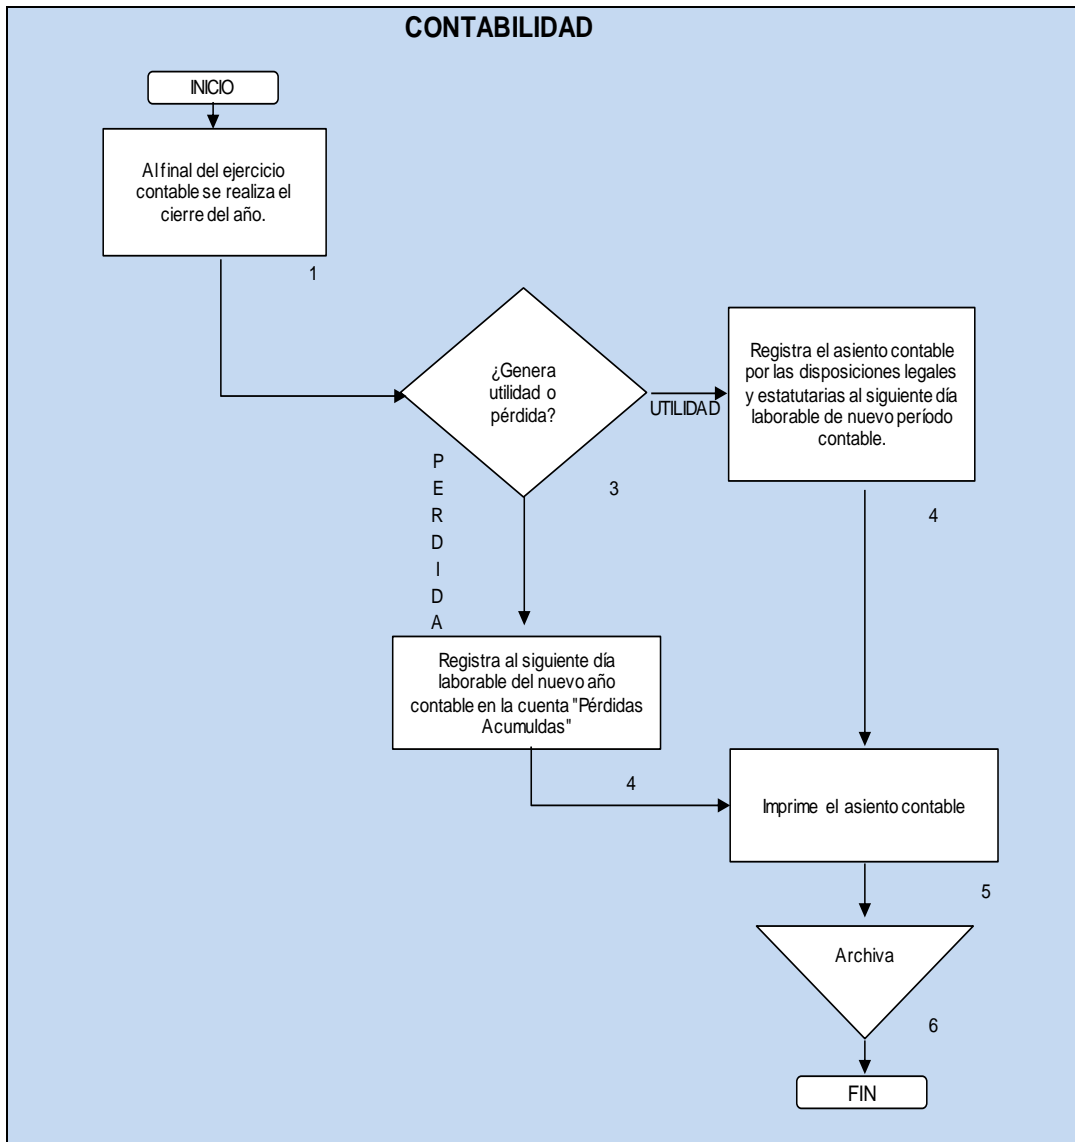 CONTABILIDAD
INICIO
Al final del ejercicio
contable se realiza el
cierre del año.
1
¿Genera
utilidad o
pérdida?
UTILIDAD
3
Registra el asiento contable
por las disposiciones legales
y estatutarias al siguiente día
laborable de nuevo período
contable.
4
P
E
R
D
I
D
A
Registra al siguiente día
laborable del nuevo año
contable en la cuenta "Pérdidas
Acumuldas"
4
Imprime el asiento contable
5
Archiva
6
FIN